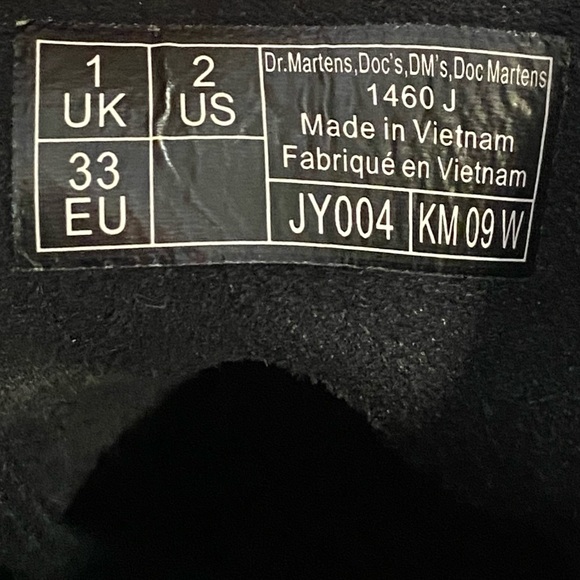 1
UK
2
US
33
EU
Dr.Martens,Doc's,DM's,Doc Martens
1460 J
Made in Vietnam
Fabriqué en Vietnam
JY004
KM 09 W